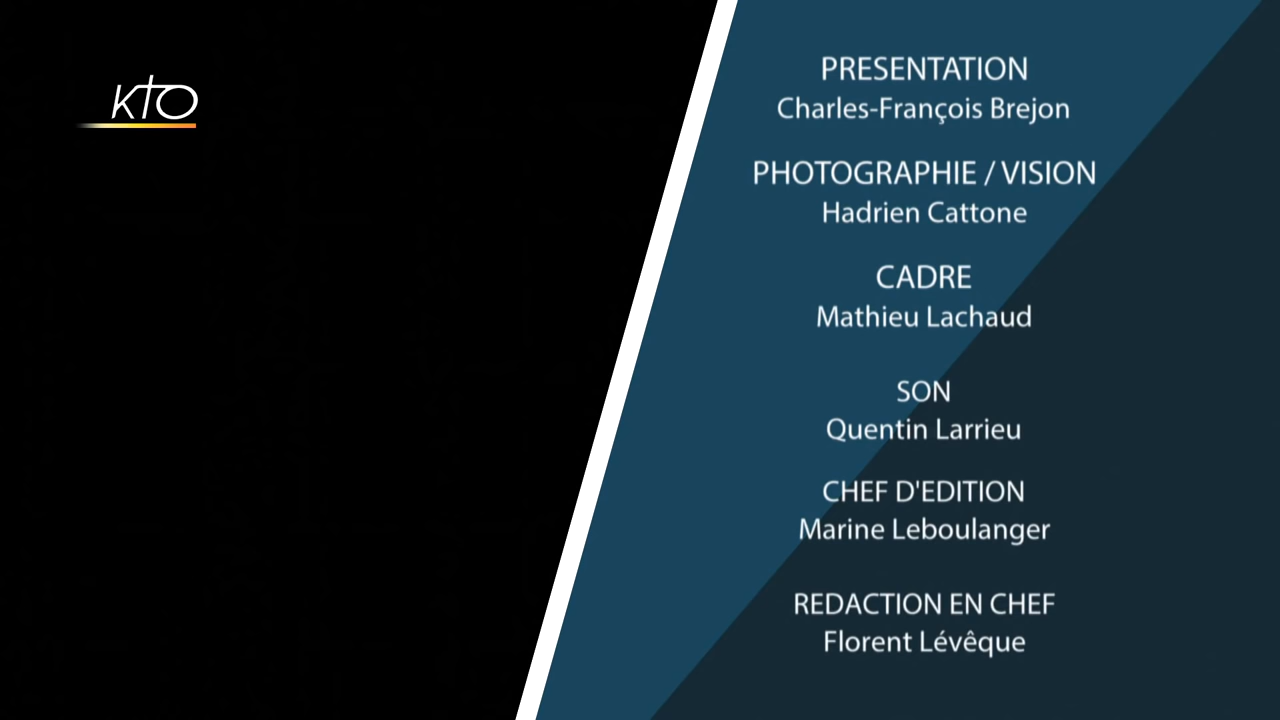 KTO
PRESENTATION
Charles-François Brejon
PHOTOGRAPHIE / VISION
Hadrien Cattone
CADRE
Mathieu Lachaud
SON
Quentin Larrieu
CHEF D'EDITION
Marine Leboulanger
REDACTION EN CHEF
Florent Lévêque